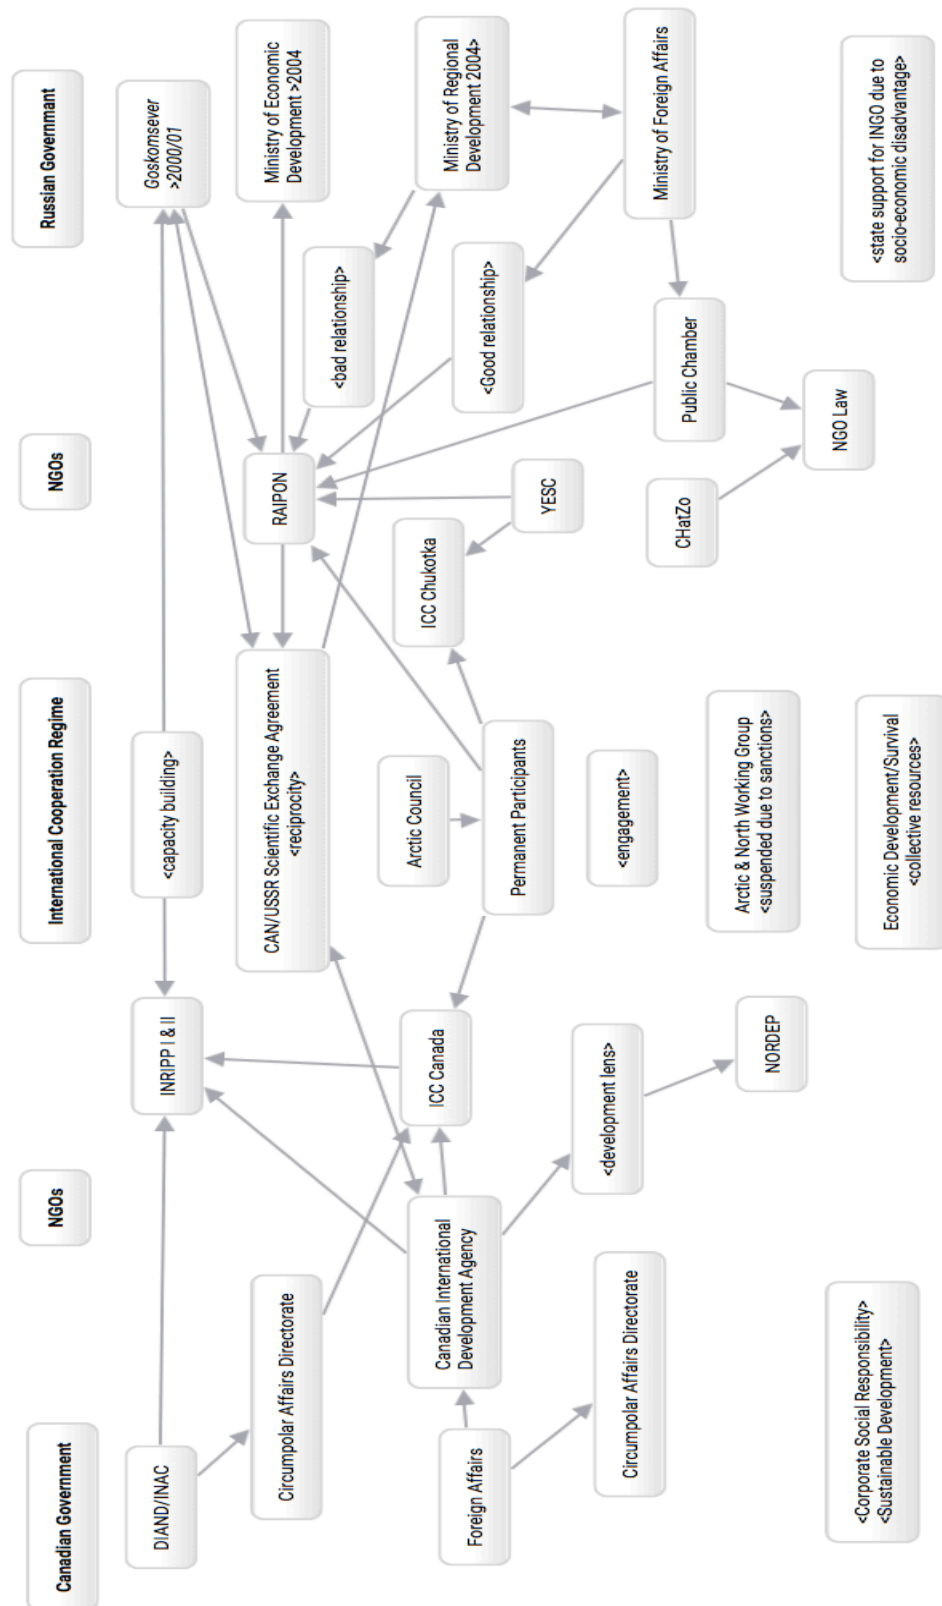 Canadian Government
NGOs
International Cooperation Regime
NGOs
Russian Governmant
DIAND/INAC
INRIPP I & II
<capacity building>
Goskomsever
>2000/01
Circumpolar Affairs Directorate
CAN/USSR Scientific Exchange Agreement
<reciprocity>
RAIPON
Ministry of Economic
Development >2004
<bad relationship>
Foreign Affairs
Canadian International
Development Agency
ICC Canada
Arctic Council
ICC Chukotka
<Good relationship>
Ministry of Regional
Development 2004>
Permanent Participants
YESC
Circumpolar Affairs Directorate
<development lens>
<engagement>
CHatZo
Public Chamber
Ministry of Foreign Affairs
NORDEP
Arctic & North Working Group
<suspended due to sanctions>
NGO Law
<Corporate Social Responsibility>
<Sustainable Development>
Economic Development/Survival
<collective resources>
<state support for INGO due to
socio-economic disadvantage>